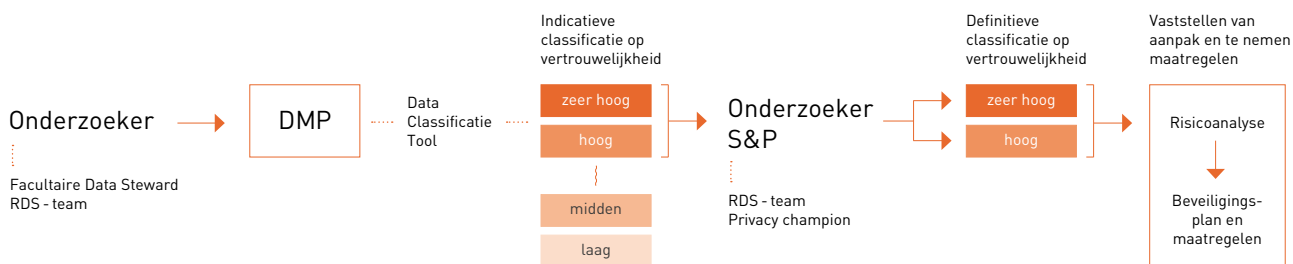 Onderzoeker
Facultaire Data Steward
RDS - team
DMP
Data
Classificatie
Tool
Indicatieve
classificatie op
vertrouwelijkheid
zeer hoog
hoog
midden
laag
Onderzoeker
S&P
RDS - team
Privacy champion
Definitieve
classificatie op
vertrouwelijkheid
zeer hoog
hoog
Vaststellen van
aanpak en te nemen
maatregelen
Risicoanalyse
Beveiligings-
plan en
maatregelen